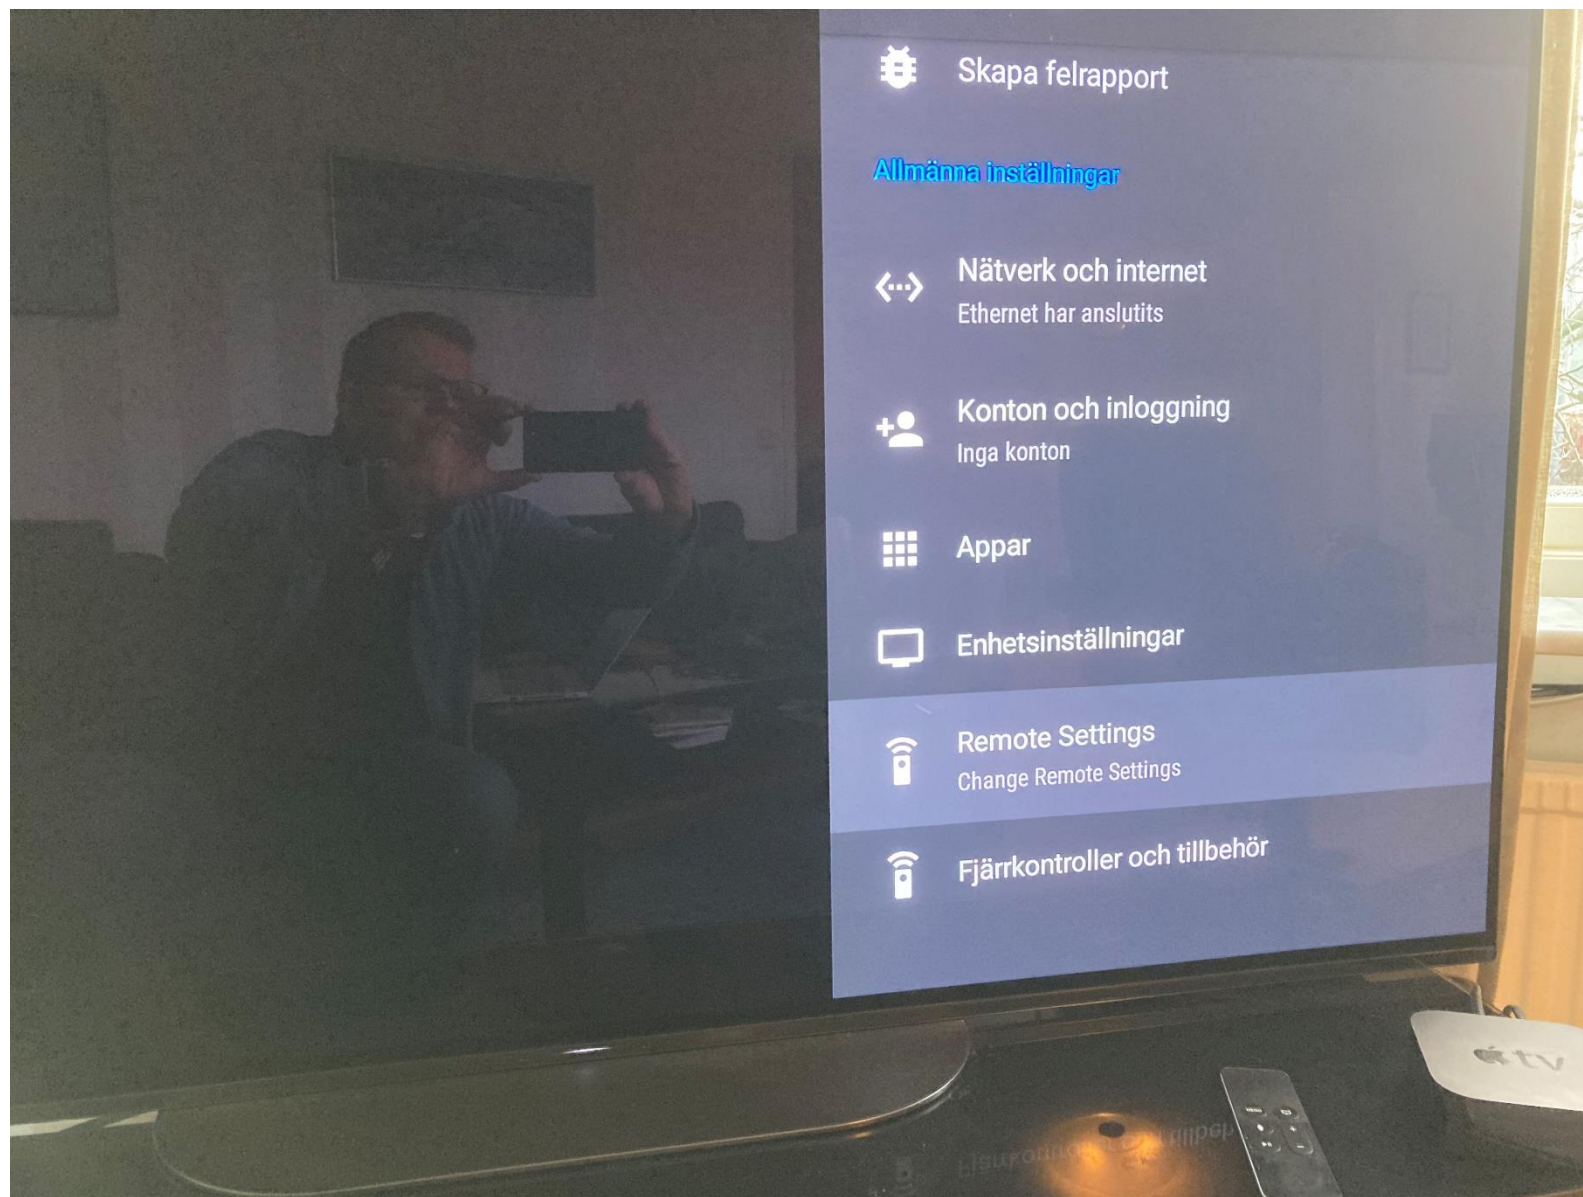 Skapa felrapport
Allmänna inställningar
Nätverk och internet
Ethernet har anslutits
Konton och inloggning
Inga konton
Appar
Enhetsinställningar
Remote Settings
Change Remote Settings
Fjärrkontroller och tillbehör
tv